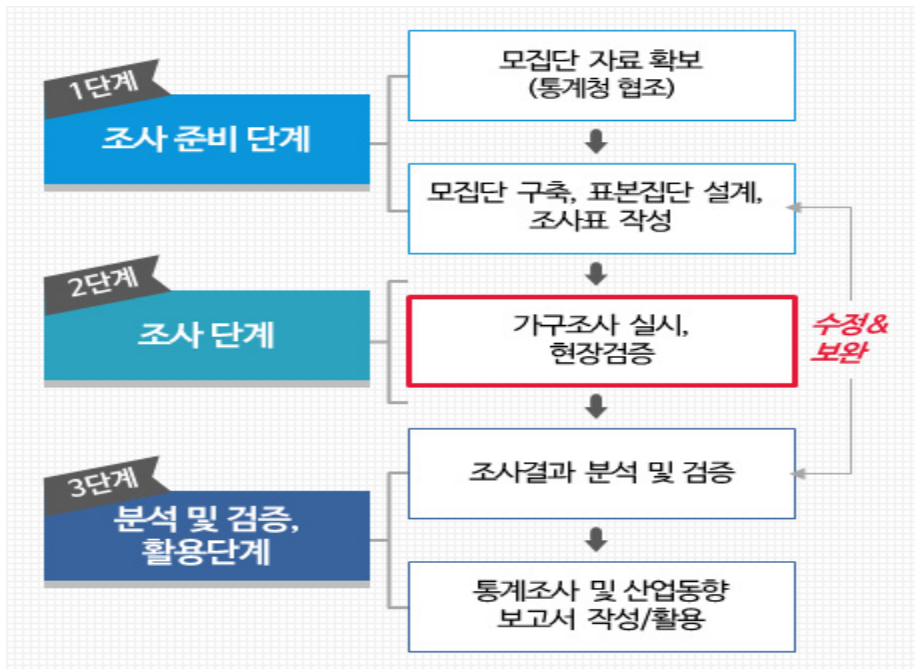 1단계
조사 준비 단계
모집단 자료 확보
(통계청 협조)
모집단 구축, 표본집단 설계,
조사표 작성
2단계
조사 단계
가구조사 실시,
현장검증
수정&
보완
3단계
분석 및 검증,
활용단계
조사결과 분석 및 검증
통계조사 및 산업동향
보고서 작성/활용